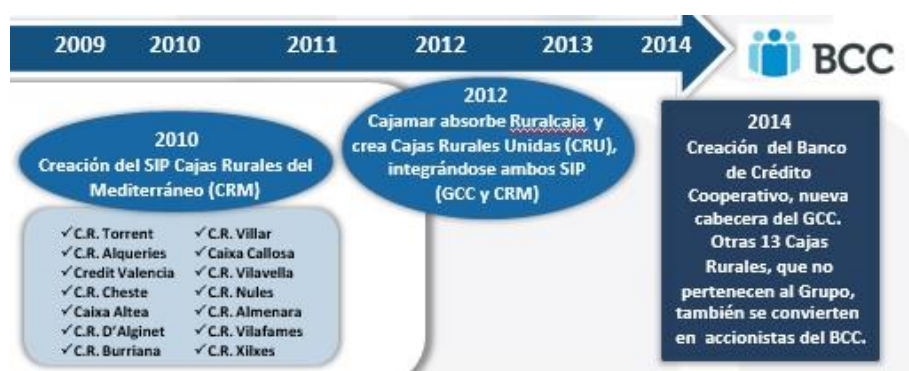 2009 2010 2011 2012 2013 2014
BCC
2010
Creación del SIP Cajas Rurales del
Mediterráneo (CRM)
✓C.R. Torrent
✓C.R. Alqueries
✓Credit Valencia
✓C.R. Cheste
✓Caixa Altea
✓C.R. D'Alginet
✓C.R. Burriana
✓C.R. Villar
✓Caixa Callosa
✓C.R. Vilavella
✓C.R. Nules
✓C.R. Almenara
✓C.R. Vilafames
✓C.R. Xilxes
2012
Cajamar absorbe Ruralcaja y
crea Cajas Rurales Unidas (CRU),
integrándose ambos SIP
(GCC y CRM)
2014
Creación del Banco
de Crédito
Cooperativo, nueva
cabecera del GCC.
Otras 13 Cajas
Rurales, que no
pertenecen al Grupo,
también se convierten
en accionistas del BCC.